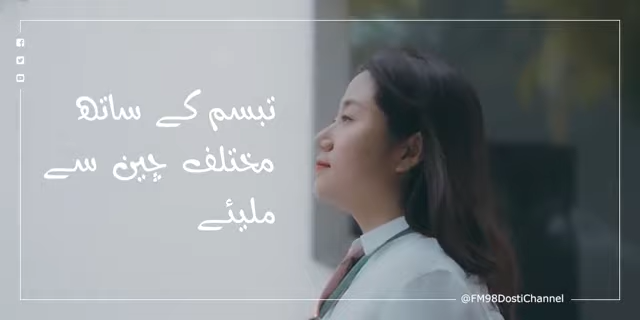 تبسم کے ساتھ
مختلف چین سے
ملیئے
@FM98DostiChannel